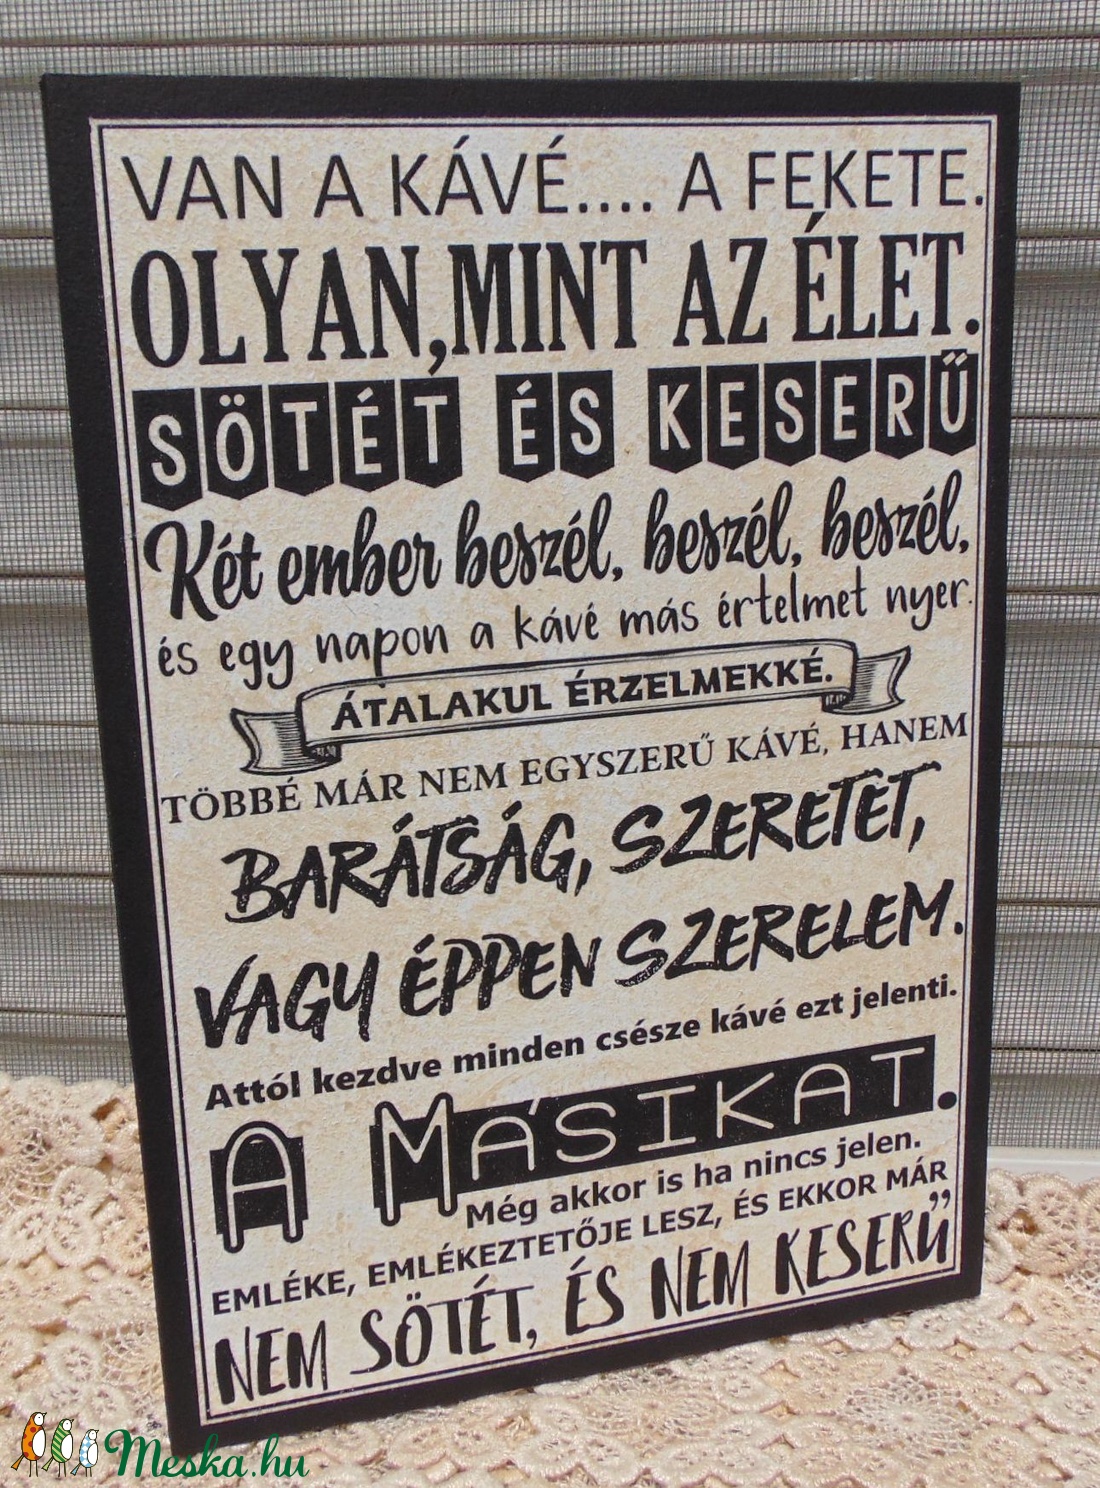 VAN A KÁVÉ.... A FEKETE.
OLYAN,MINT AZ ÉLET.
SÖTÉT ÉS KESERŰ
Két ember beszél, beszél, beszél,
és egy napon a kávé más értelmet nyer.
ÁTALAKUL ÉRZELMEKKÉ.
TÖBBÉ MÁR NEM EGYSZERŰ KÁVÉ, HANEM
BARÁTSÁG, SZERETET,
VAGY ÉPPEN SZERELEM.
Attól kezdve minden csésze kávé ezt jelenti.
A MÁSIKAT.
Még akkor is ha nincs jelen.
EMLÉKE, EMLÉKEZTETŐJE LESZ, ÉS EKKOR MÁR
NEM SÖTÉT, ÉS NEM KESERŰ
Meska.hu